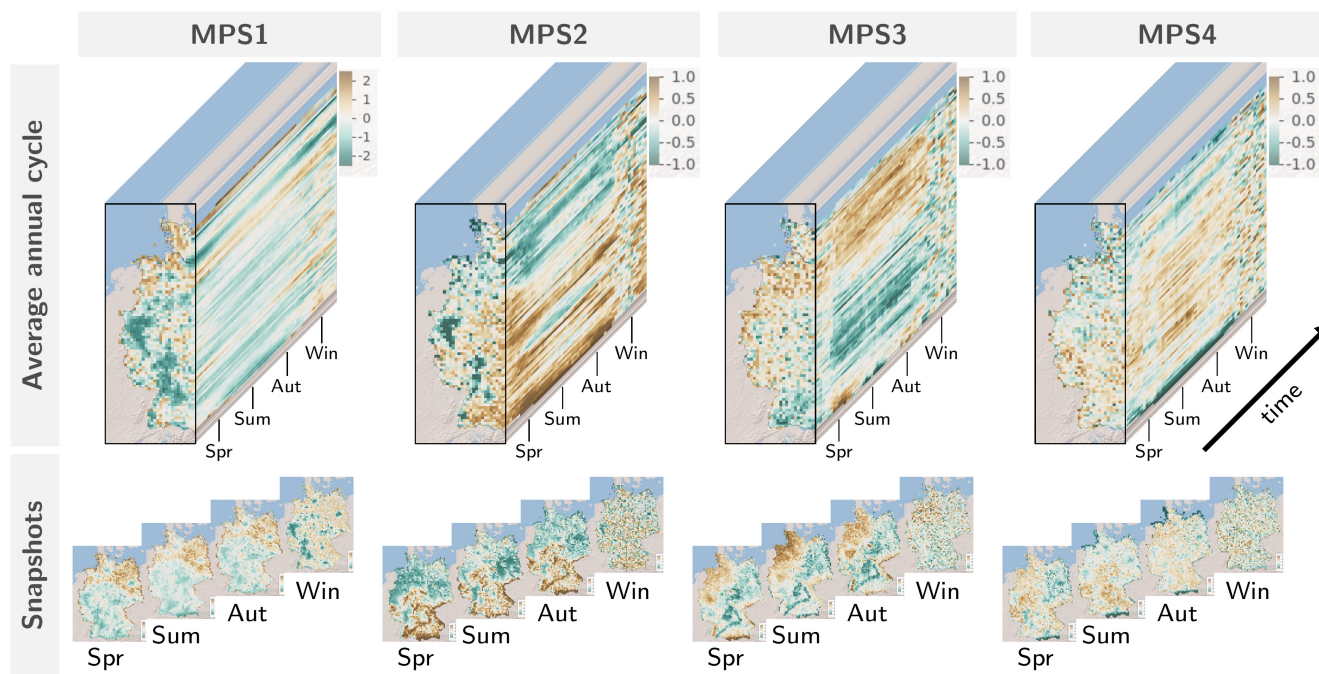 MPS1
MPS2
MPS3
MPS4
Average annual cycle
2
1
0
-1
-2
1.0
0.5
0.0
-0.5
-1.0
1.0
0.5
0.0
-0.5
-1.0
1.0
0.5
0.0
-0.5
-1.0
Win
Aut
Sum
Spr
Win
Aut
Sum
Spr
Win
Aut
Sum
Spr
Win
Aut
Sum
Spr
time
Snapshots
Win
Aut
Sum
Spr
Win
Aut
Sum
Spr
Win
Aut
Sum
Spr
Win
Aut
Sum
Spr